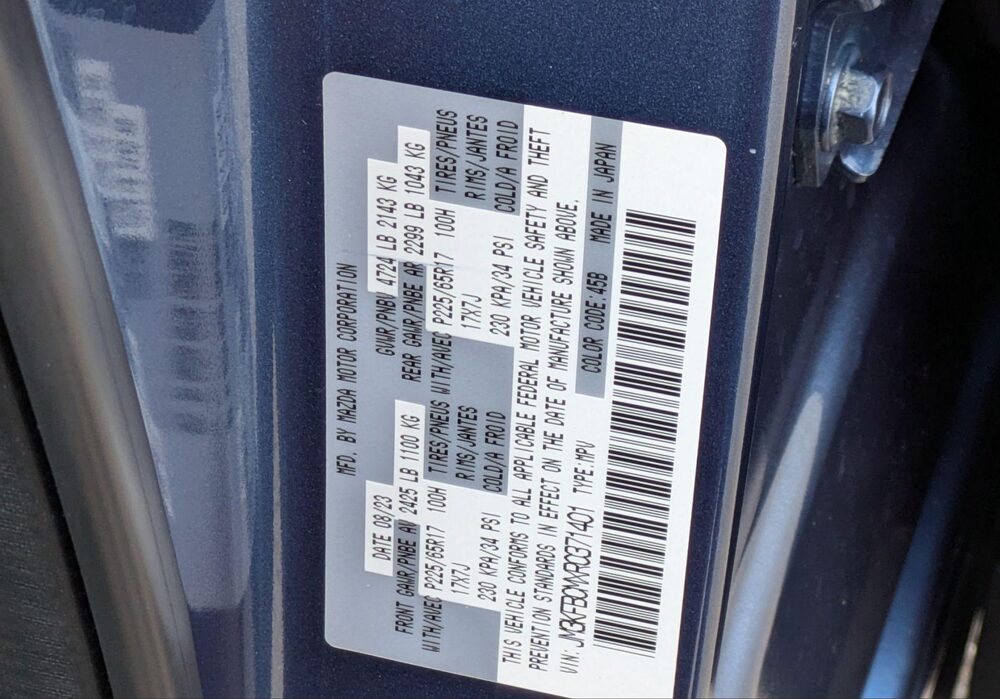 MFD. BY MAZDA MOTOR CORPORATION
DATE 08/23 GVWR/PNBV 4724 LB 2143 KG
FRONT GAWR/PNBE AV 2425 LB 1100 KG REAR GAWR/PNBE AR 2299 LB 1043 KG
WITH/AVEC P225/65R17 100H TIRES/PNEUS WITH/AVEC P225/65R17 100H TIRES/PNEUS
17X7J RIMS/JANTES 17X7J RIMS/JANTES
230 KPA/34 PSI COLD/A FROID 230 KPA/34 PSI COLD/A FROID
THIS VEHICLE CONFORMS TO ALL APPLICABLE FEDERAL MOTOR VEHICLE SAFETY AND THEFT
PREVENTION STANDARDS IN EFFECT ON THE DATE OF MANUFACTURE SHOWN ABOVE.
VIN: JM3KFBCMXR0371401 TYPE:MPV COLOR CODE:45B MADE IN JAPAN